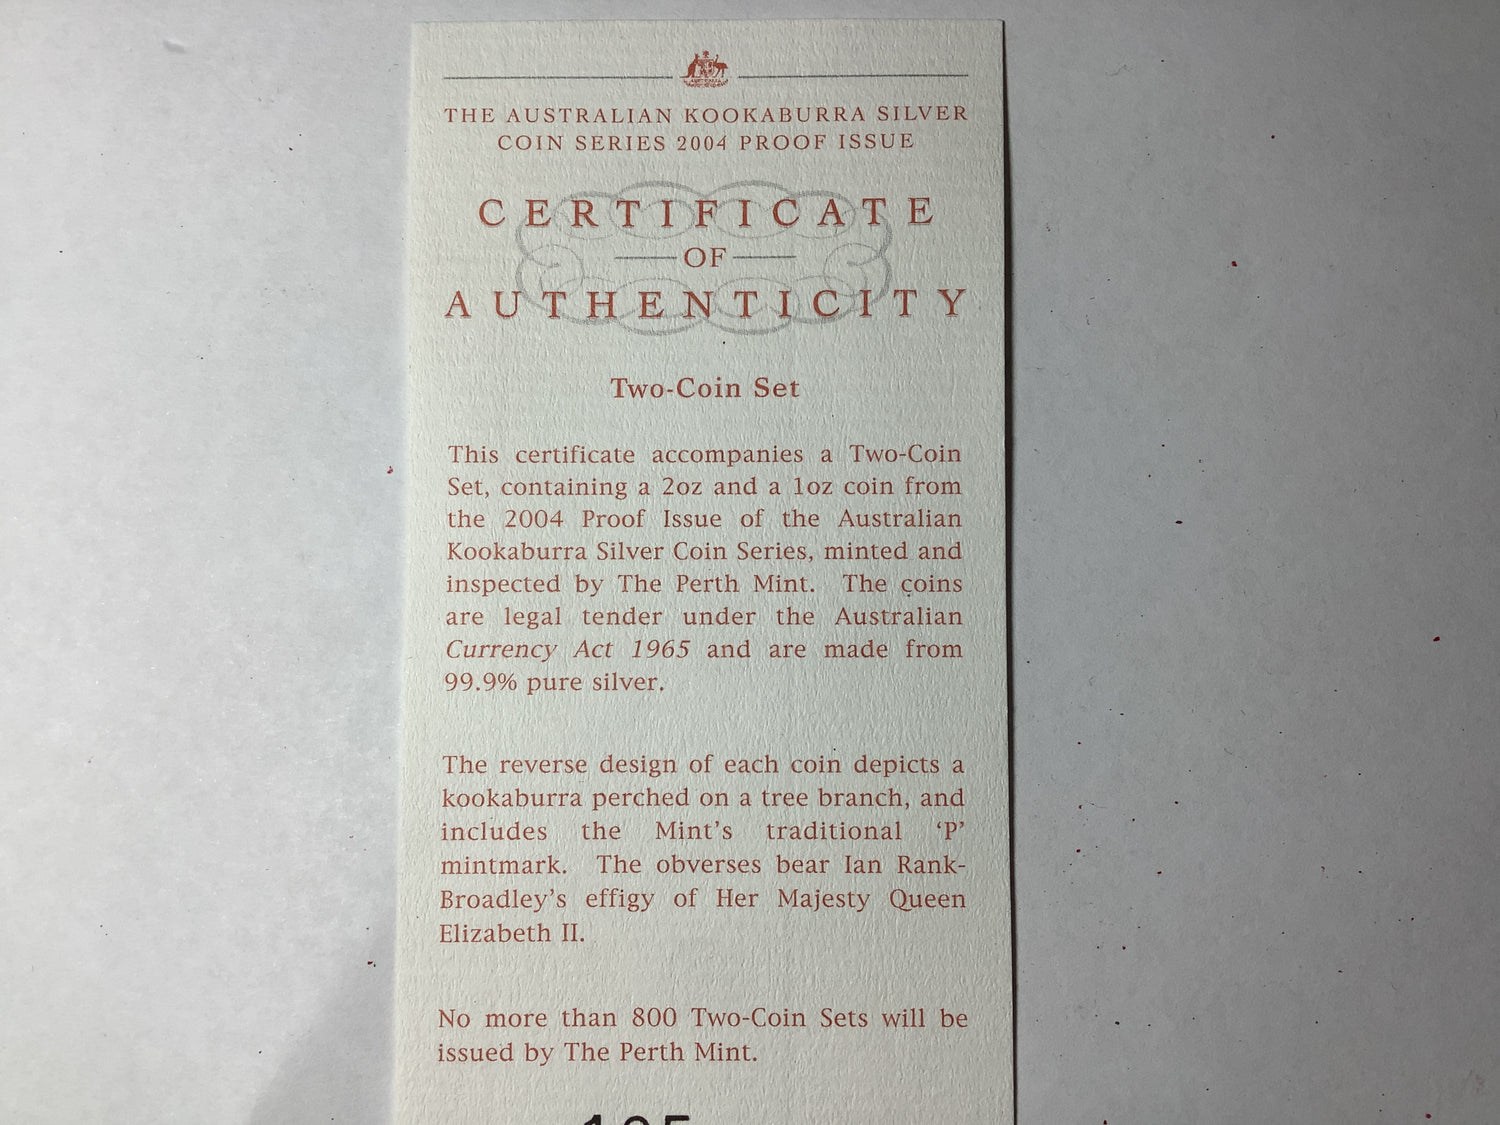 THE AUSTRALIAN KOOKABURRA SILVER
COIN SERIES 2004 PROOF ISSUE
CERTIFICATE
OF
AUTHENTICITY
Two-Coin Set
This certificate accompanies a Two-Coin
Set, containing a 2oz and a 1oz coin from
the 2004 Proof Issue of the Australian
Kookaburra Silver Coin Series, minted and
inspected by The Perth Mint. The coins
are legal tender under the Australian
Currency Act 1965 and are made from
99.9% pure silver.
The reverse design of each coin depicts a
kookaburra perched on a tree branch, and
includes the Mint's traditional ‘P’
mintmark. The obverses bear Ian Rank-
Broadley's effigy of Her Majesty Queen
Elizabeth II.
No more than 800 Two-Coin Sets will be
issued by The Perth Mint.